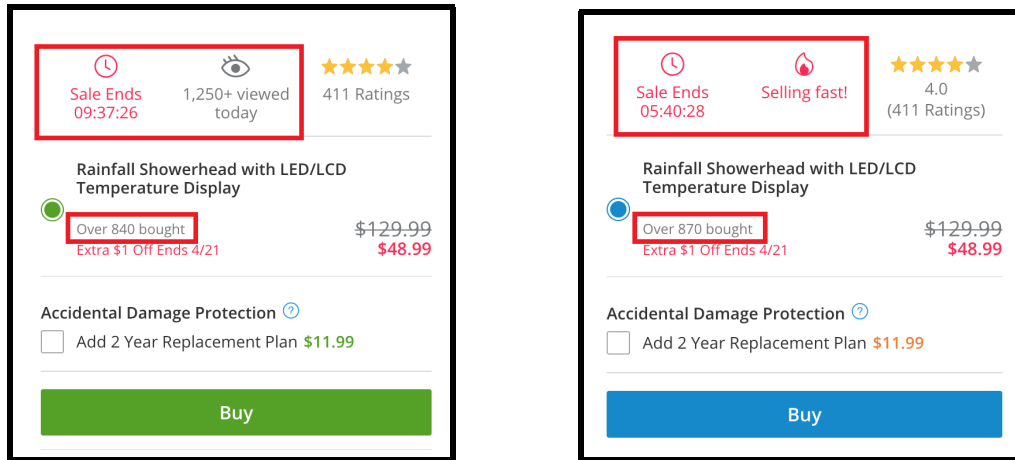 Sale Ends
09:37:26
1,250+ viewed
today
411 Ratings
Rainfall Showerhead with LED/LCD
Temperature Display
Over 840 bought
$129.99
Extra $1 Off Ends 4/21
$48.99
Accidental Damage Protection ?
Add 2 Year Replacement Plan $11.99
Buy
Sale Ends
05:40:28
Selling fast!
4.0
(411 Ratings)
Rainfall Showerhead with LED/LCD
Temperature Display
Over 870 bought
$129.99
Extra $1 Off Ends 4/21
$48.99
Accidental Damage Protection ?
Add 2 Year Replacement Plan $11.99
Buy